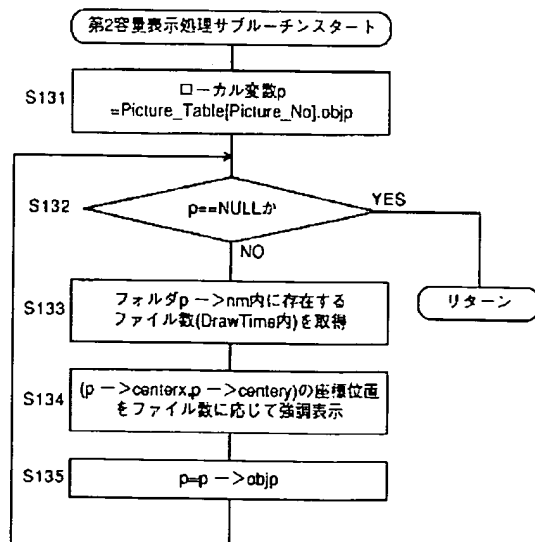 第2容量表示処理サブルーチンスタート
S131
ローカル変数p
=Picture_Table[Picture_No].objp
S132
p==NULLか
YES
NO
リターン
S133
フォルダp ─>nm内に存在する
ファイル数(DrawTime内)を取得
S134
(p ─>centerx,p ─>centery)の座標位置
をファイル数に応じて強調表示
S135
p=p ─>objp